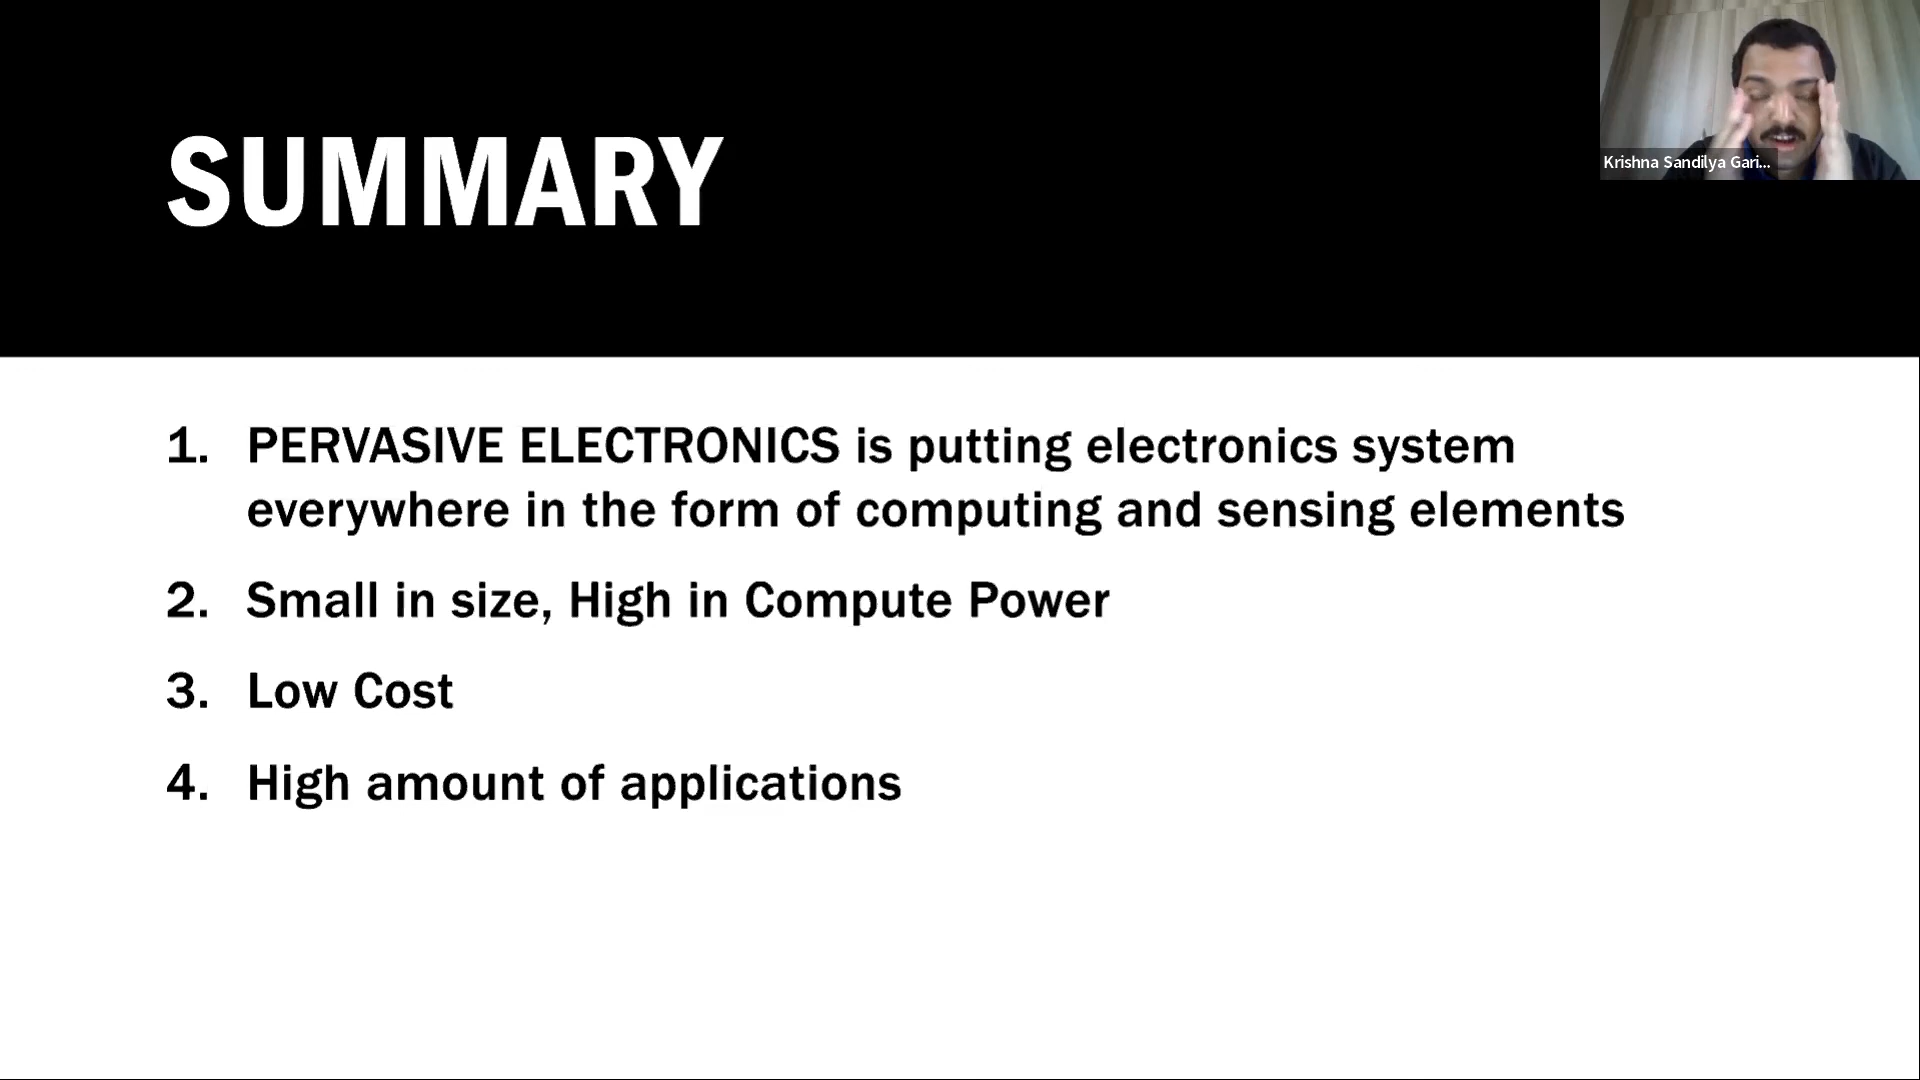 SUMMARY
Krishna Sandilya Gari...
1. PERVASIVE ELECTRONICS is putting electronics system
everywhere in the form of computing and sensing elements
2. Small in size, High in Compute Power
3. Low Cost
4. High amount of applications